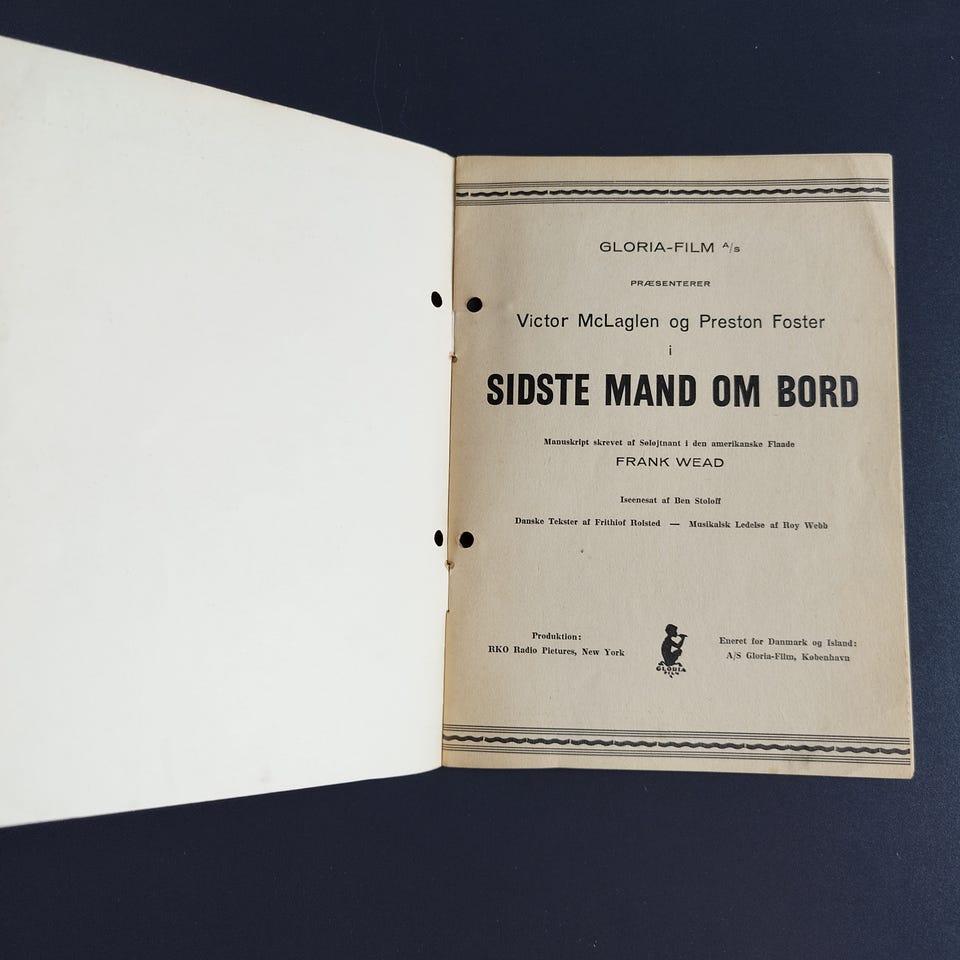 GLORIA-FILM A/S
PRÆSENTERER
Victor McLaglen og Preston Foster
i
SIDSTE MAND OM BORD
Manuskript skrevet af Søløjtnant i den amerikanske Flaade
FRANK WEAD
Iscenesat af Ben Stoloff
Danske Tekster af Frithiof Rolsted — Musikalsk Ledelse af Roy Webb
Produktion:
RKO Radio Pictures, New York
GLORIA
FILM
Eneret for Danmark og Island:
A/S Gloria-Film, København